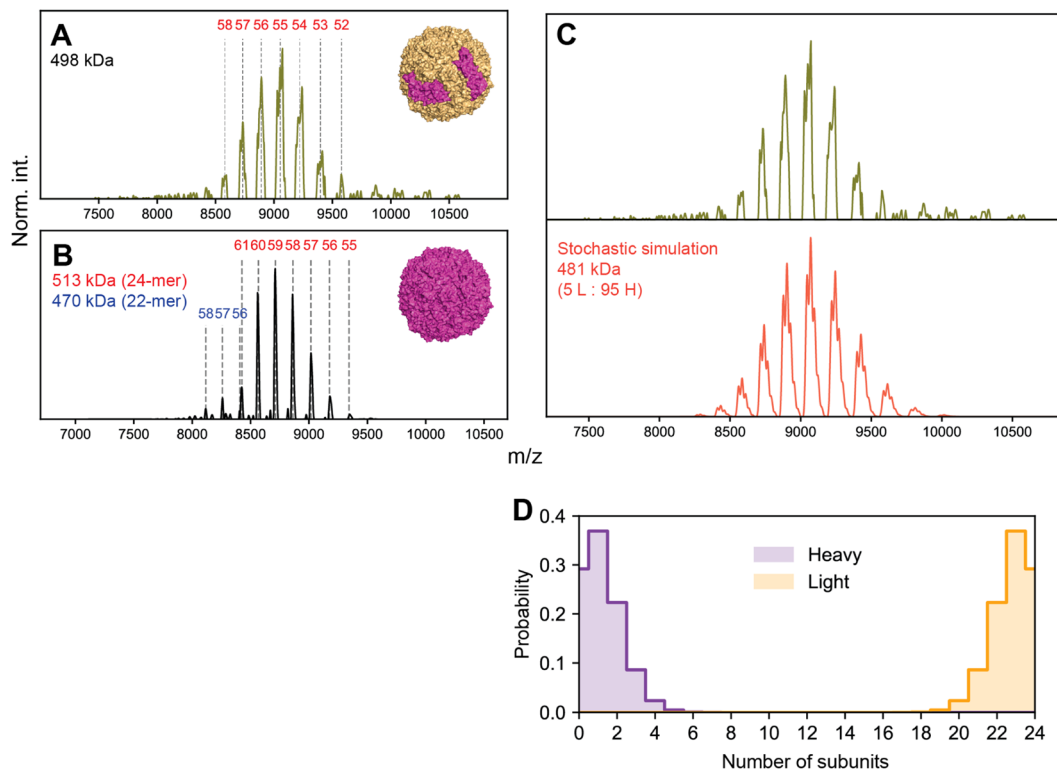 A
498 kDa
58 57 56 55 54 53 52
7500 8000 8500 9000 9500 10000 10500
B
513 kDa (24-mer)
470 kDa (22-mer)
61 60 59 58 57 56 55
58 57 56
7000 7500 8000 8500 9000 9500 10000 10500
Norm. int.
m/z
C
Stochastic simulation
481 kDa
(5 L : 95 H)
7500 8000 8500 9000 9500 10000 10500
D
Probability
0.4
0.3
0.2
0.1
0.0
Heavy
Light
0 2 4 6 8 10 12 14 16 18 20 22 24
Number of subunits